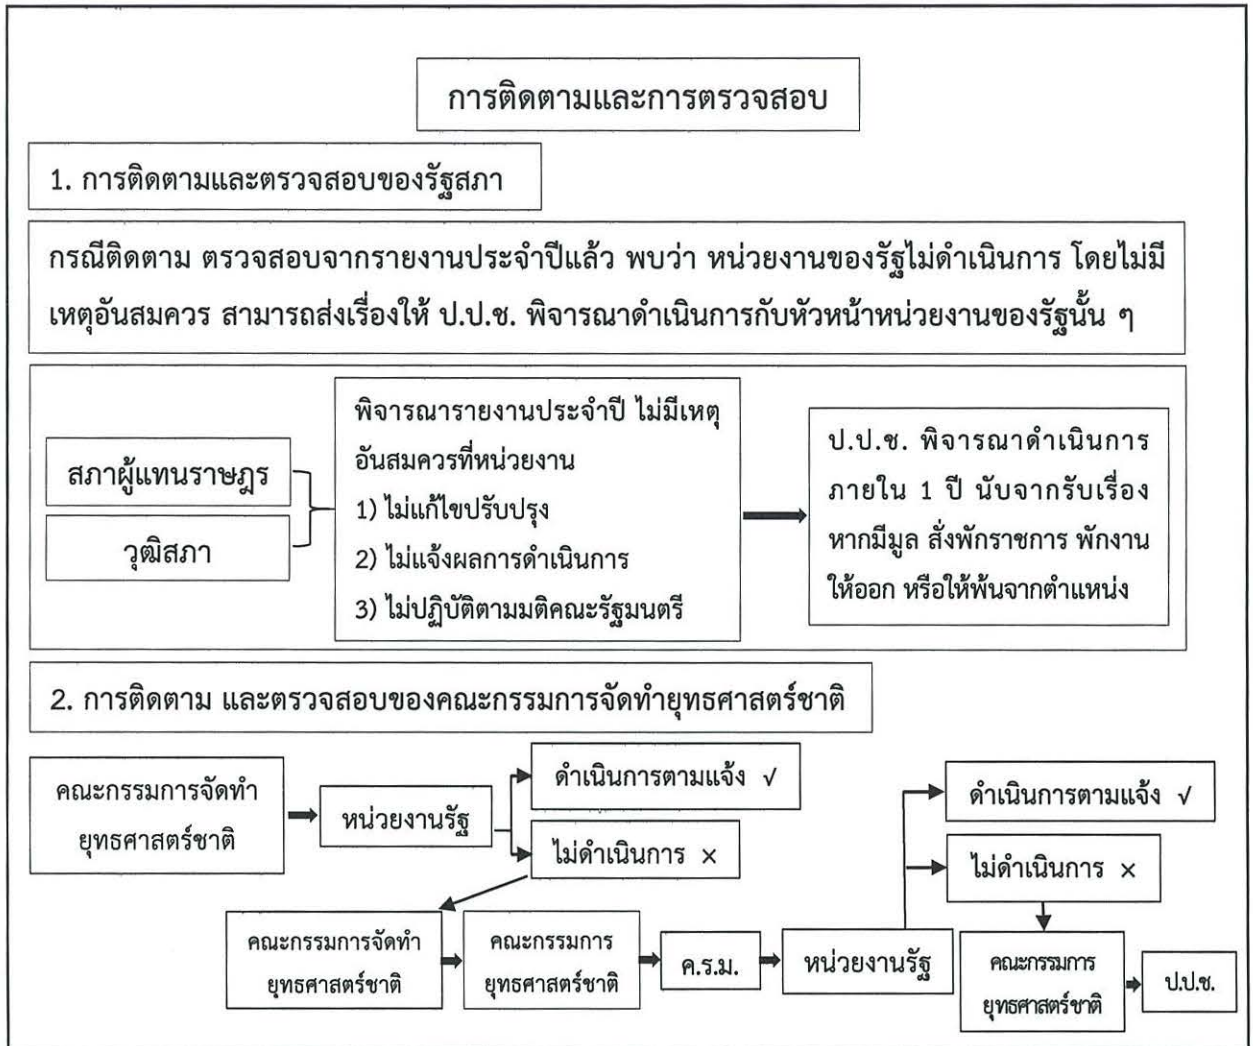 การติดตามและการตรวจสอบ
1. การติดตามและตรวจสอบของรัฐสภา
กรณีติดตาม ตรวจสอบจากรายงานประจำปีแล้ว พบว่า หน่วยงานของรัฐไม่ดำเนินการ โดยไม่มี
เหตุอันสมควร สามารถส่งเรื่องให้ ป.ป.ช. พิจารณาดำเนินการกับหัวหน้าหน่วยงานของรัฐนั้น ๆ
สภาผู้แทนราษฎร
วุฒิสภา
พิจารณารายงานประจำปี ไม่มีเหตุ
อันสมควรที่หน่วยงาน
1) ไม่แก้ไขปรับปรุง
2) ไม่แจ้งผลการดำเนินการ
3) ไม่ปฏิบัติตามมติคณะรัฐมนตรี
ป.ป.ช. พิจารณาดำเนินการ
ภายใน 1 ปี นับจากรับเรื่อง
หากมีมูล สั่งพักราชการ พักงาน
ให้ออก หรือให้พ้นจากตำแหน่ง
2. การติดตาม และตรวจสอบของคณะกรรมการจัดทำยุทธศาสตร์ชาติ
คณะกรรมการจัดทำ
ยุทธศาสตร์ชาติ
หน่วยงานรัฐ
ดำเนินการตามแจ้ง √
ไม่ดำเนินการ ×
คณะกรรมการจัดทำ
ยุทธศาสตร์ชาติ
คณะกรรมการ
ยุทธศาสตร์ชาติ
ค.ร.ม.
หน่วยงานรัฐ
ดำเนินการตามแจ้ง √
ไม่ดำเนินการ ×
คณะกรรมการ
ยุทธศาสตร์ชาติ
ป.ป.ช.